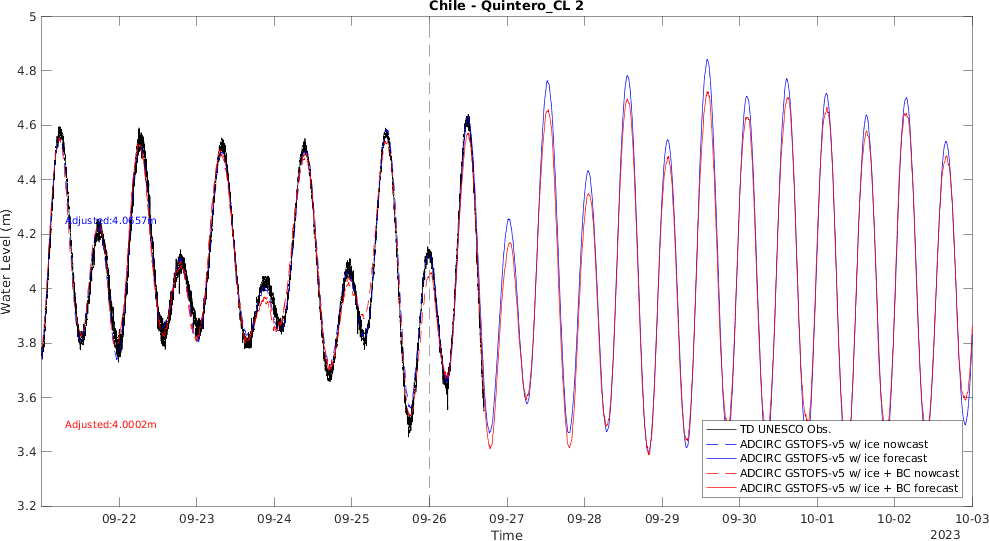 Chile - Quintero_CL 2
5
4.8
4.6
4.4
4.2
4
3.8
3.6
3.4
3.2
Water Level (m)
Adjusted:4.0657m
Adjusted:4.0002m
TD UNESCO Obs.
ADCIRC GSTOFS-v5 w/ ice nowcast
ADCIRC GSTOFS-v5 w/ ice forecast
ADCIRC GSTOFS-v5 w/ ice + BC nowcast
ADCIRC GSTOFS-v5 w/ ice + BC forecast
09-22 09-23 09-24 09-25 09-26 09-27 09-28 09-29 09-30 10-01 10-02 10-03
Time
2023